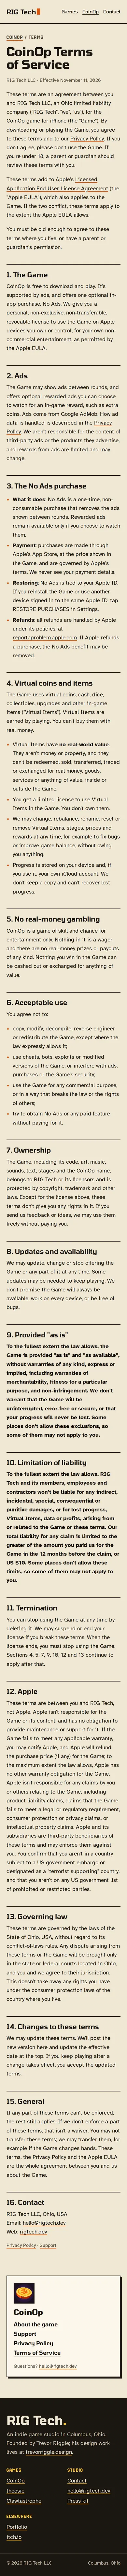 RIG Tech
Games CoinOp Contact
COINOP / TERMS
CoinOp Terms
of Service
RIG Tech LLC · Effective November 11, 2026
These terms are an agreement between you
and RIG Tech LLC, an Ohio limited liability
company ("RIG Tech", "we", "us"), for the
CoinOp game for iPhone (the "Game"). By
downloading or playing the Game, you agree
to these terms and to our Privacy Policy. If you
don't agree, please don't use the Game. If
you're under 18, a parent or guardian should
review these terms with you.
These terms add to Apple's Licensed
Application End User License Agreement (the
"Apple EULA"), which also applies to the
Game. If the two conflict, these terms apply to
the extent the Apple EULA allows.
You must be old enough to agree to these
terms where you live, or have a parent's or
guardian's permission.
1. The Game
CoinOp is free to download and play. It's
supported by ads, and offers one optional in-
app purchase, No Ads. We give you a
personal, non-exclusive, non-transferable,
revocable license to use the Game on any
iPhone you own or control, for your own non-
commercial entertainment, as permitted by
the Apple EULA.
2. Ads
The Game may show ads between rounds, and
offers optional rewarded ads you can choose
to watch in exchange for something like extra
coins. Ads come from Google AdMob. How
they're handled is described in the Privacy
Policy. We aren't responsible for the content of
third-party ads or the products they advertise,
and rewards from ads are limited and may
change.
3. The No Ads purchase
What it does: No Ads is a one-time, non-
consumable purchase that removes the
automatic ads between rounds. Rewarded
ads remain available only if you choose to
watch them.
Payment: purchases are made through
Apple's App Store, at the price shown in
the Game, and are governed by Apple's
terms. We never see your payment details.
Restoring: No Ads is tied to your Apple ID.
If you reinstall the Game or use another
device signed in to the same Apple ID, tap
RESTORE PURCHASES in Settings.
Refunds: all refunds are handled by Apple
under its policies, at
reportaproblem.apple.com. If Apple refunds
a purchase, the No Ads benefit may be
removed.
4. Virtual coins and items
The Game uses virtual coins, cash, dice,
collectibles, upgrades and other in-game
items ("Virtual Items"). Virtual Items are
earned by playing. They can't be bought with
real money.
Virtual Items have no real-world value.
They aren't money or property, and they
can't be redeemed, sold, transferred, traded
or exchanged for real money, goods,
services or anything of value, inside or
outside the Game.
You get a limited license to use Virtual
Items in the Game. You don't own them.
We may change, rebalance, rename, reset or
remove Virtual Items, stages, prices and
rewards at any time, for example to fix bugs
or improve game balance, without owing
you anything.
Progress is stored on your device and, if
you use it, your own iCloud account. We
don't keep a copy and can't recover lost
progress.
5. No real-money gambling
CoinOp is a game of skill and chance for
entertainment only. Nothing in it is a wager,
and there are no real-money prizes of any
kind. Nothing you win in the Game can ever
be cashed out or exchanged for anything of
value.
6. Acceptable use
You agree not to:
copy, modify, decompile, reverse engineer
or redistribute the Game, except where the
law expressly allows it;
use cheats, bots, exploits or modified
versions of the Game, or interfere with ads,
purchases or the Game's security;
use the Game for any commercial purpose,
or in a way that breaks the law or the rights
of others;
try to obtain No Ads or any paid feature
without paying for it.
7. Ownership
The Game, including its code, art, music,
sounds, text, stages and the CoinOp name,
belongs to RIG Tech or its licensors and is
protected by copyright, trademark and other
laws. Except for the license above, these
terms don't give you any rights in it. If you
send us feedback or ideas, we may use them
freely without paying you.
8. Updates and availability
We may update, change or stop offering the
Game or any part of it at any time. Some
updates may be needed to keep playing. We
don't promise the Game will always be
available, work on every device, or be free of
bugs.
9. Provided "as is"
To the fullest extent the law allows, the
Game is provided "as is" and "as available",
without warranties of any kind, express or
implied, including warranties of
merchantability, fitness for a particular
purpose, and non-infringement. We don't
warrant that the Game will be
uninterrupted, error-free or secure, or that
your progress will never be lost. Some
places don't allow these exclusions, so
some of them may not apply to you.
10. Limitation of liability
To the fullest extent the law allows, RIG
Tech and its members, employees and
contractors won't be liable for any indirect,
incidental, special, consequential or
punitive damages, or for lost progress,
Virtual Items, data or profits, arising from
or related to the Game or these terms. Our
total liability for any claim is limited to the
greater of the amount you paid us for the
Game in the 12 months before the claim, or
US $10. Some places don't allow these
limits, so some of them may not apply to
you.
11. Termination
You can stop using the Game at any time by
deleting it. We may suspend or end your
license if you break these terms. When the
license ends, you must stop using the Game.
Sections 4, 5, 7, 9, 10, 12 and 13 continue to
apply after that.
12. Apple
These terms are between you and RIG Tech,
not Apple. Apple isn't responsible for the
Game or its content, and has no obligation to
provide maintenance or support for it. If the
Game fails to meet any applicable warranty,
you may notify Apple, and Apple will refund
the purchase price (if any) for the Game; to
the maximum extent the law allows, Apple has
no other warranty obligation for the Game.
Apple isn't responsible for any claims relating
to the Game, including product liability claims,
claims that the Game fails to meet a legal or
regulatory requirement, consumer protection
or privacy claims, or intellectual property
claims. Apple and its subsidiaries are third-
party beneficiaries of these terms and may
enforce them against you. You confirm that
you aren't in a country subject to a US
government embargo or designated as a
"terrorist supporting" country, and that you
aren't on any US government list of prohibited
or restricted parties.
13. Governing law
These terms are governed by the laws of the
State of Ohio, USA, without regard to its
conflict-of-laws rules. Any dispute arising from
them will be brought in the state or federal
courts located in Ohio, and you and we agree
to their jurisdiction. This doesn't take away
any rights you have under the consumer
protection laws of the country where you live.
14. Changes to these terms
We may update these terms. We'll post the
new version here and update the effective
date. If you keep playing after a change takes
effect, you accept the updated terms.
15. General
If any part of these terms can't be enforced,
the rest still applies. If we don't enforce a part
of these terms, that isn't a waiver. You may
not transfer these terms; we may transfer
them, for example if the Game changes hands.
These terms, the Privacy Policy and the Apple
EULA are the whole agreement between you
and us about the Game.
16. Contact
RIG Tech LLC, Ohio, USA
Email: hello@rigtech.dev
Web: rigtech.dev
Privacy Policy · Support
CoinOp
About the game
Support
Privacy Policy
Terms of Service
Questions? hello@rigtech.dev
RIG Tech.
An indie game studio in Columbus, Ohio.
Founded by Trevor Riggle; his design work
lives at trevorriggle.design.
GAMES
CoinOp
thoosie
Clawtastrophe
STUDIO
Contact
hello@rigtech.dev
Press kit
ELSEWHERE
Portfolio
Itch.io
© 2026 RIG Tech LLC
Columbus, Ohio